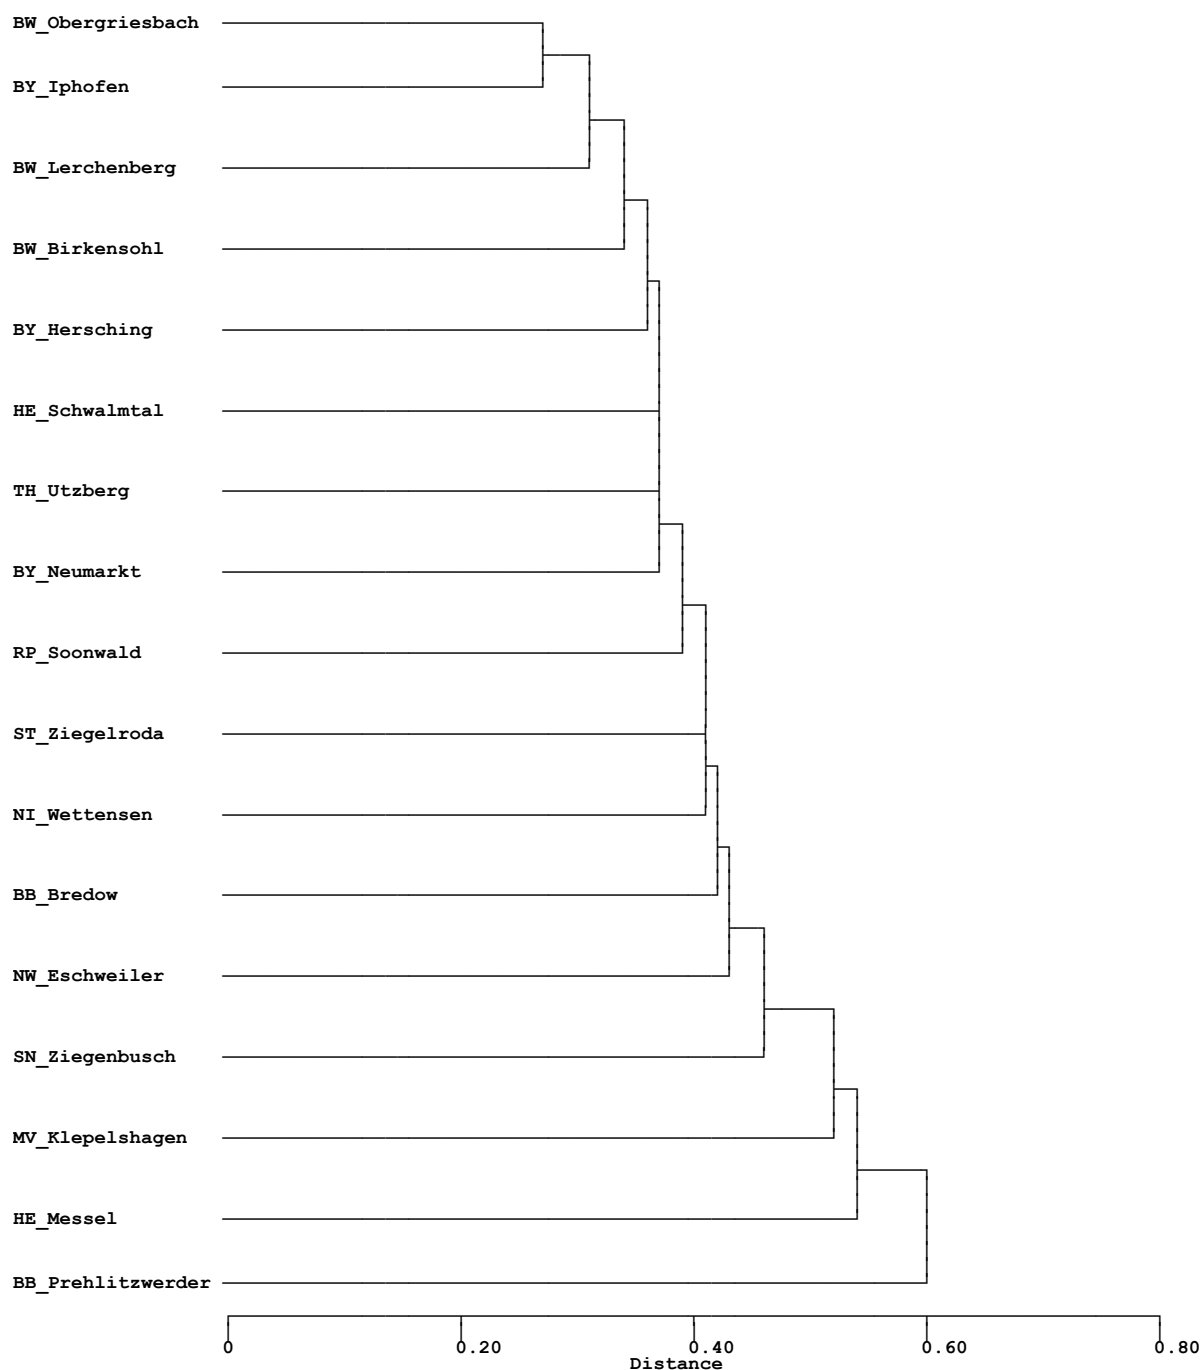 BW_Obergriesbach
BY_Iphofen
BW_Lerchenberg
BW_Birkensohl
BY_Hersching
HE_Schwalmtal
TH_Utzberg
BY_Neumarkt
RP_Soonwald
ST_Ziegelroda
NI_Wettensen
BB_Bredow
NW_Eschweiler
SN_Ziegenbusch
MV_Klepelshagen
HE_Messel
BB_Prehlitzwerder
0 0.20 0.40 0.60 0.80
Distance